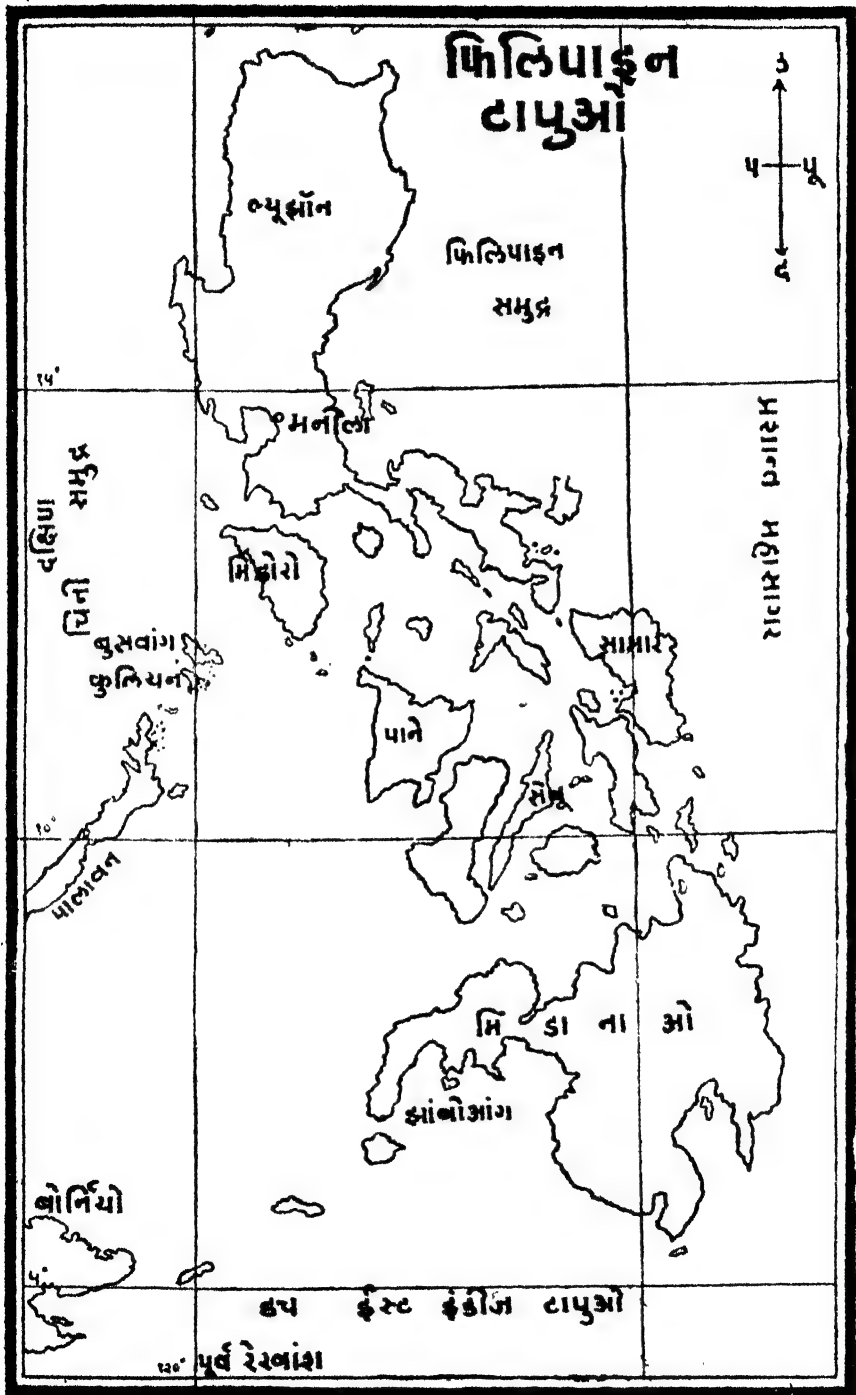 ફિલિપાઇન
ટાપુઓ
ઉ
પ પૂ
દ
લ્યૂઝૉન
ફિલિપાઇન
સમુદ્ર
૧૫°
મનીલા
દક્ષિણ
ચિની
સમુદ્ર
પાસિફિક મહાસાગર
મિંડોરો
બુસવાંગ
કુલિયન
સામાર
પાને
સેબૂ
૧૦°
પાલાવન
મિંડાનાઓ
ઝાંબોઆંગ
બોર્નિયો
૫°
ડચ ઈસ્ટ ઈંડીઝ ટાપુઓ
૧૨૦° પૂર્વ રેખાંશ